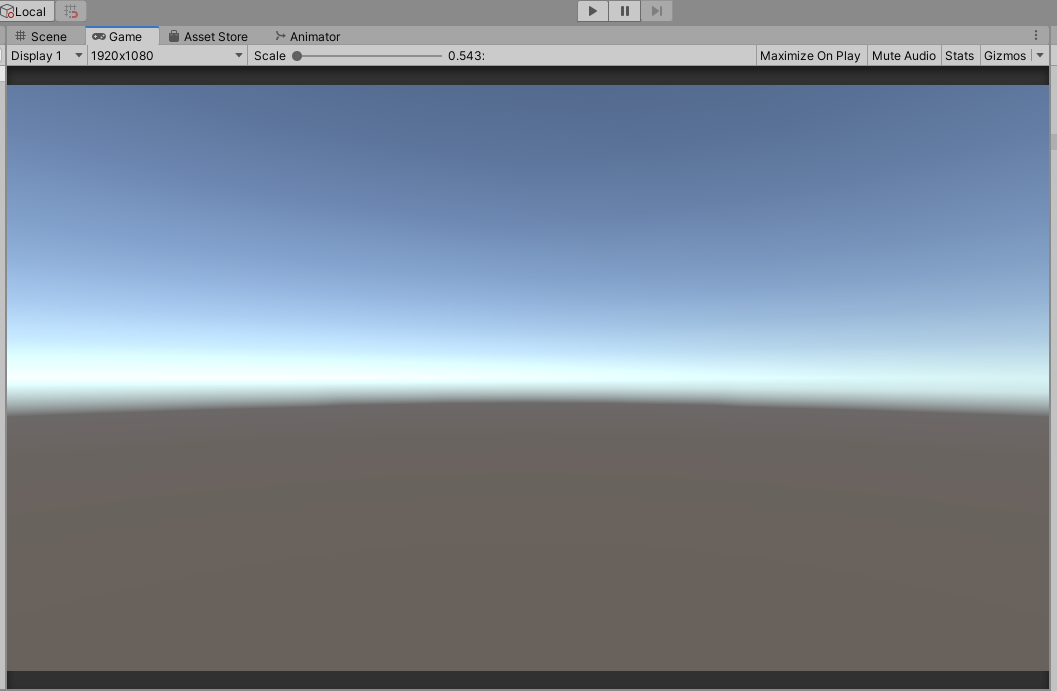 Local
Scene Game Asset Store Animator
Display 1 1920x1080 Scale 0.543: Maximize On Play Mute Audio Stats Gizmos